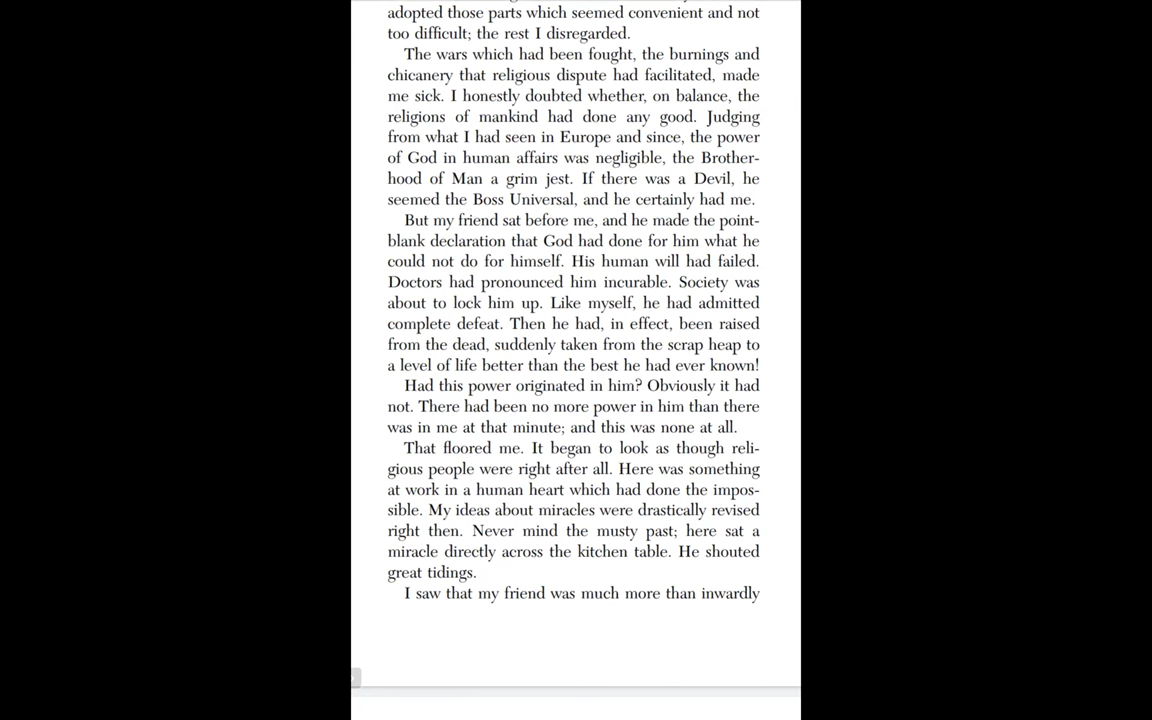 adopted those parts which seemed convenient and not
too difficult; the rest I disregarded.
The wars which had been fought, the burnings and
chicanery that religious dispute had facilitated, made
me sick. I honestly doubted whether, on balance, the
religions of mankind had done any good. Judging
from what I had seen in Europe and since, the power
of God in human affairs was negligible, the Brother-
hood of Man a grim jest. If there was a Devil, he
seemed the Boss Universal, and he certainly had me.
But my friend sat before me, and he made the point-
blank declaration that God had done for him what he
could not do for himself. His human will had failed.
Doctors had pronounced him incurable. Society was
about to lock him up. Like myself, he had admitted
complete defeat. Then he had, in effect, been raised
from the dead, suddenly taken from the scrap heap to
a level of life better than the best he had ever known!
Had this power originated in him? Obviously it had
not. There had been no more power in him than there
was in me at that minute; and this was none at all.
That floored me. It began to look as though reli-
gious people were right after all. Here was something
at work in a human heart which had done the impos-
sible. My ideas about miracles were drastically revised
right then. Never mind the musty past; here sat a
miracle directly across the kitchen table. He shouted
great tidings.
I saw that my friend was much more than inwardly